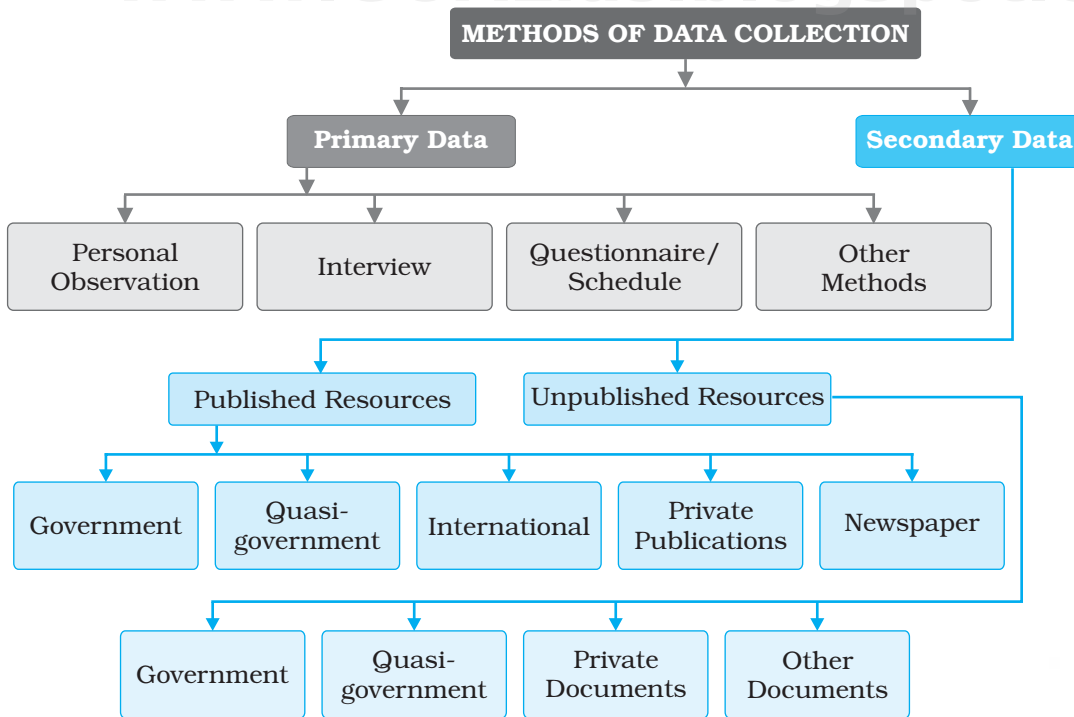 METHODS OF DATA COLLECTION
Primary Data
Secondary Data
Personal
Observation
Interview
Questionnaire/
Schedule
Other
Methods
Published Resources
Unpublished Resources
Government
Quasi-
government
International
Private
Publications
Newspaper
Government
Quasi-
government
Private
Documents
Other
Documents